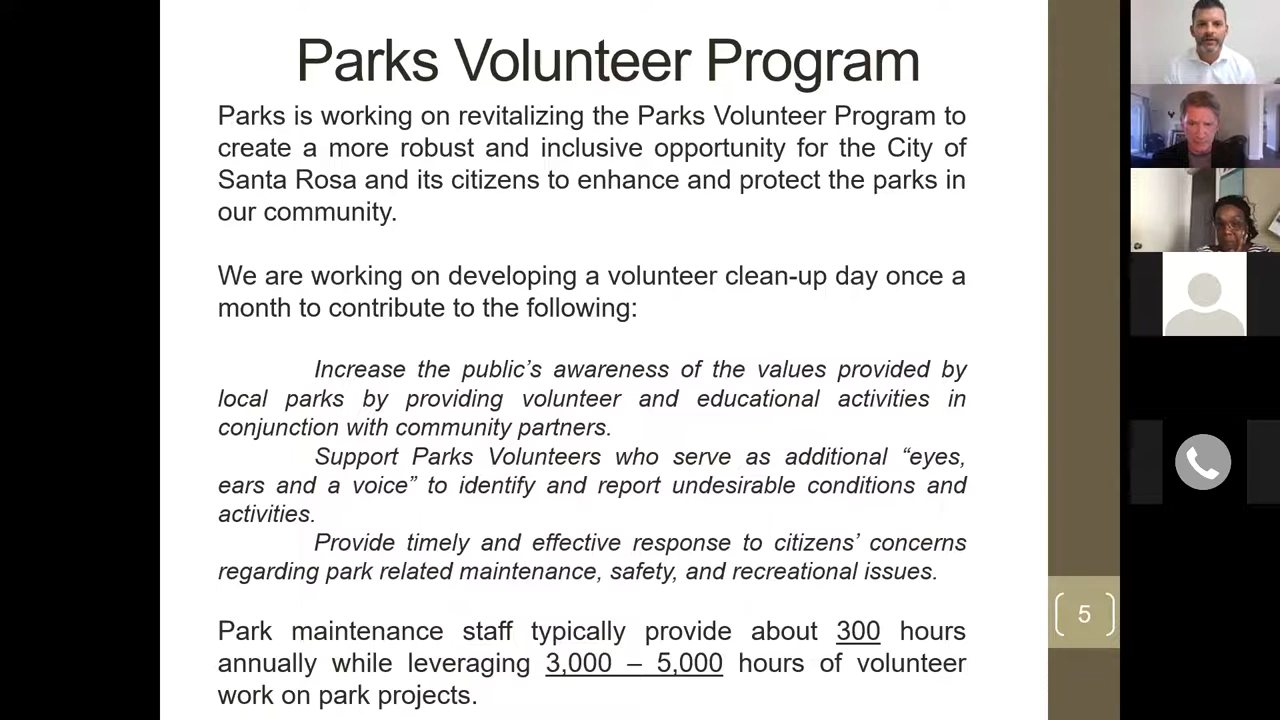 Parks Volunteer Program
Parks is working on revitalizing the Parks Volunteer Program to
create a more robust and inclusive opportunity for the City of
Santa Rosa and its citizens to enhance and protect the parks in
our community.
We are working on developing a volunteer clean-up day once a
month to contribute to the following:
Increase the public’s awareness of the values provided by
local parks by providing volunteer and educational activities in
conjunction with community partners.
Support Parks Volunteers who serve as additional “eyes,
ears and a voice” to identify and report undesirable conditions and
activities.
Provide timely and effective response to citizens’ concerns
regarding park related maintenance, safety, and recreational issues.
Park maintenance staff typically provide about 300 hours
annually while leveraging 3,000 – 5,000 hours of volunteer
work on park projects.
5